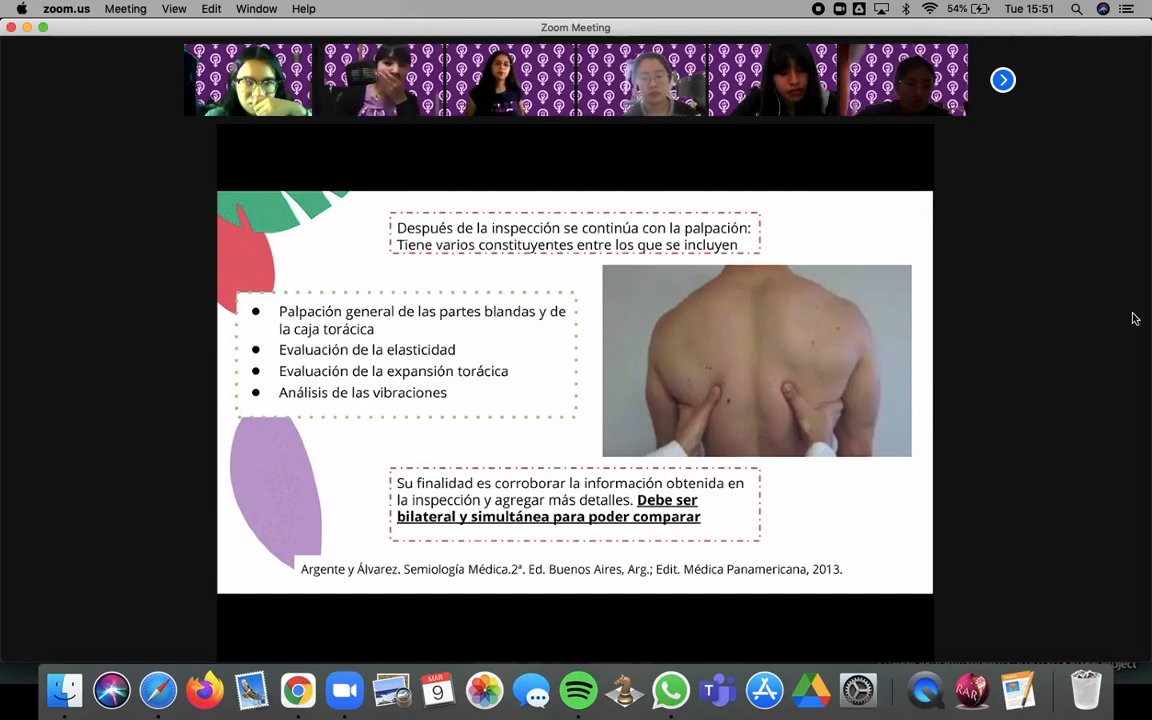 zoom.us Meeting View Edit Window Help 54% Tue 15:51
Zoom Meeting
Después de la inspección se continúa con la palpación:
Tiene varios constituyentes entre los que se incluyen
● Palpación general de las partes blandas y de
la caja torácica
● Evaluación de la elasticidad
● Evaluación de la expansión torácica
● Análisis de las vibraciones
Su finalidad es corroborar la información obtenida en
la inspección y agregar más detalles. Debe ser
bilateral y simultánea para poder comparar
Argente y Álvarez. Semiología Médica.2ª. Ed. Buenos Aires, Arg.; Edit. Médica Panamericana, 2013.
MAR
9
RAR